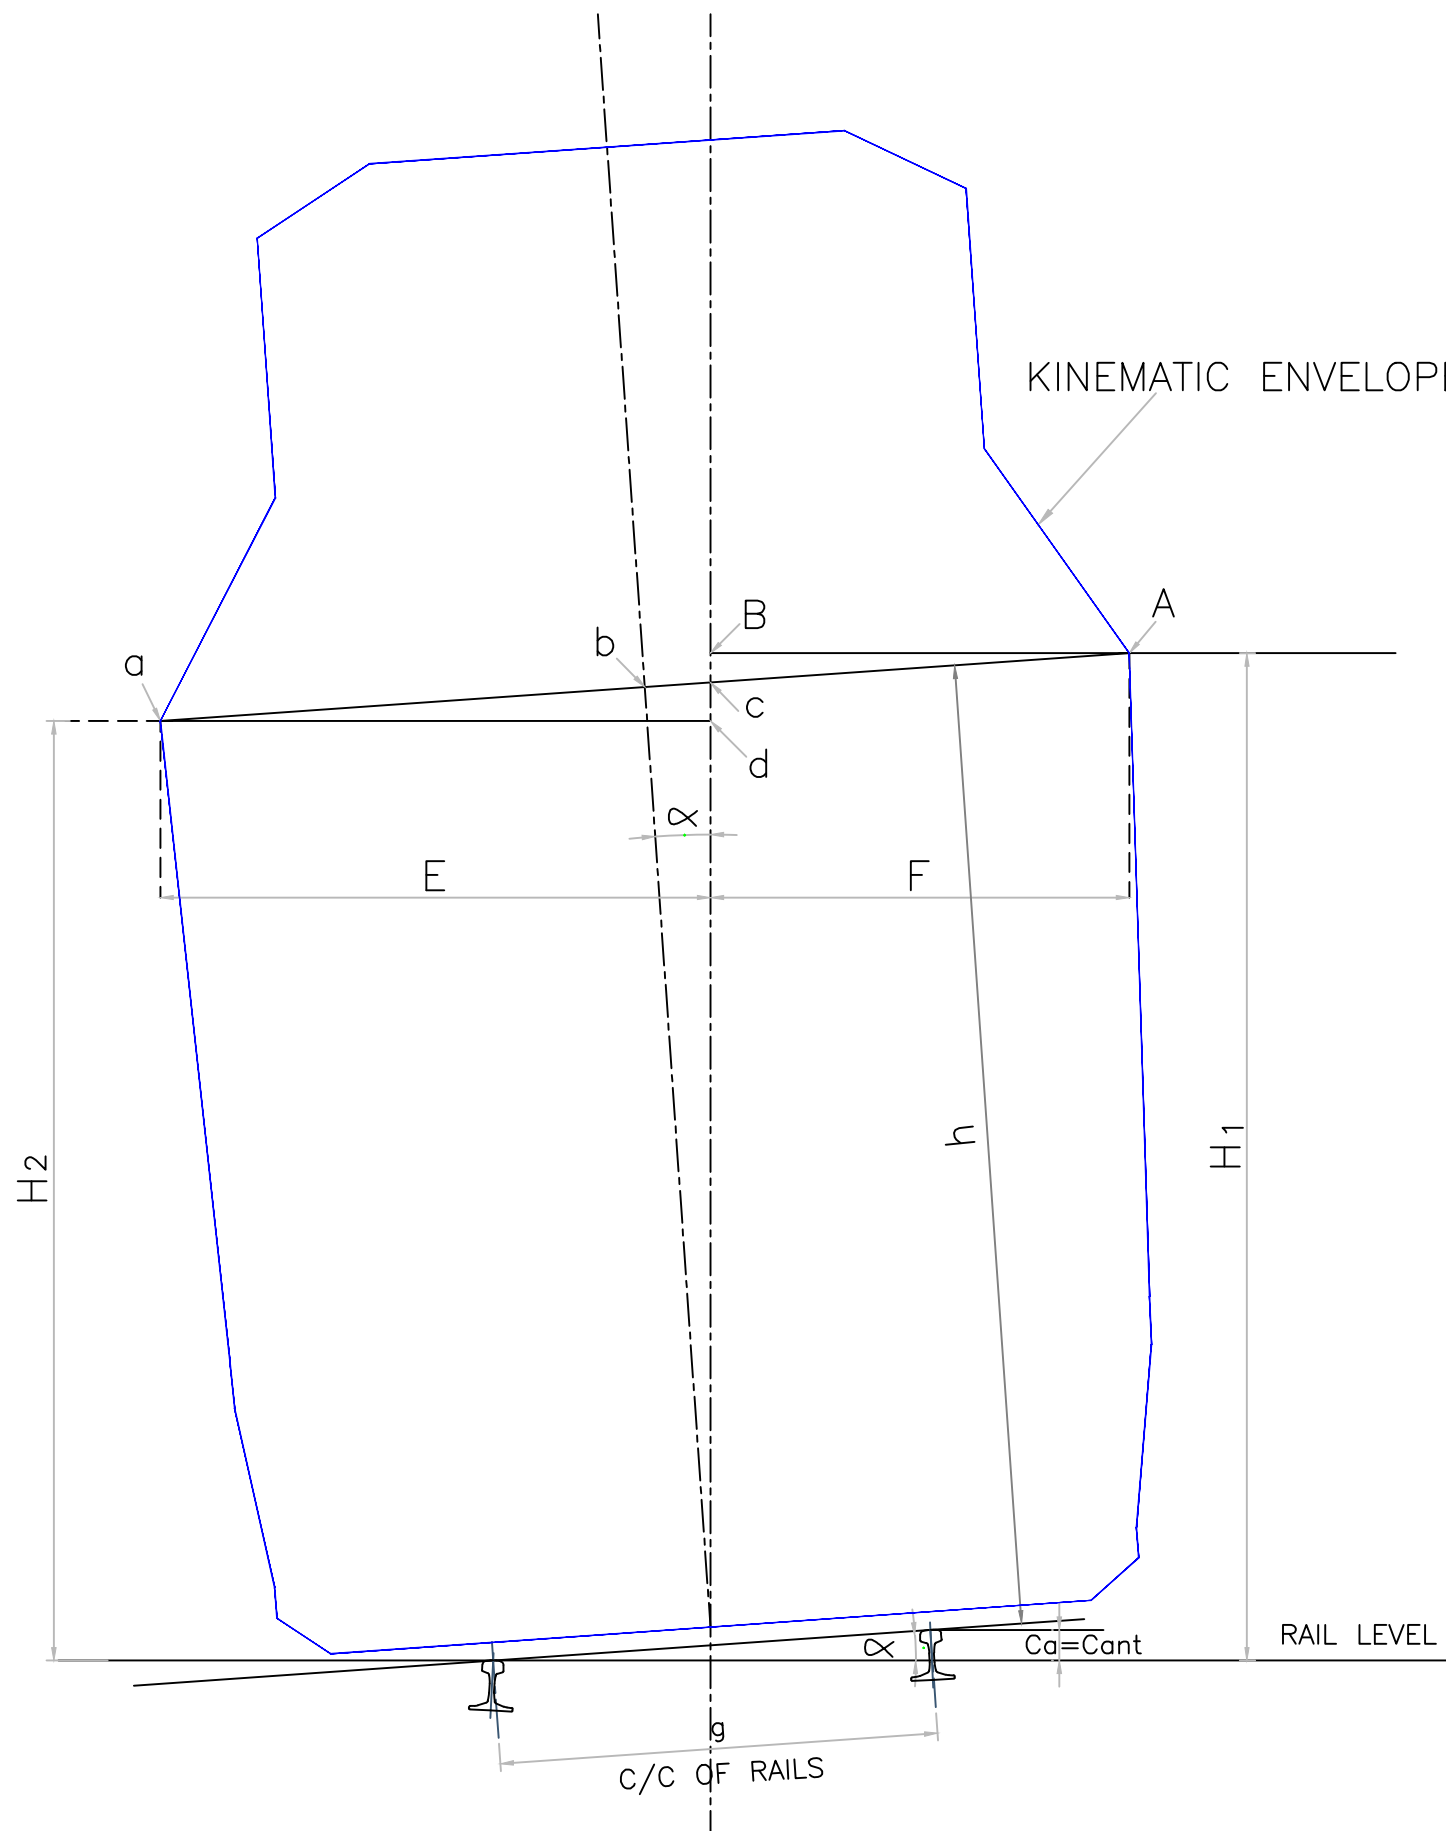 KINEMATIC ENVELOP
A
B
b
a
c
d
α
E
F
h
H1
H2
RAIL LEVEL
α
Ca=Cant
g
C/C OF RAILS